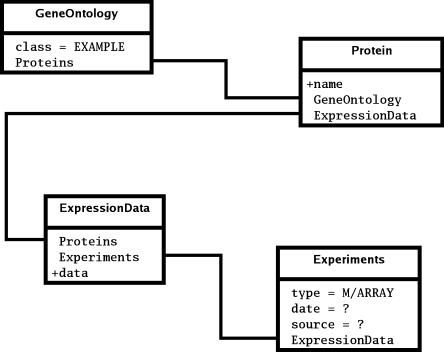 GeneOntology
class = EXAMPLE
Proteins
Protein
+name
GeneOntology
ExpressionData
ExpressionData
Proteins
Experiments
+data
Experiments
type = M/ARRAY
date = ?
source = ?
ExpressionData